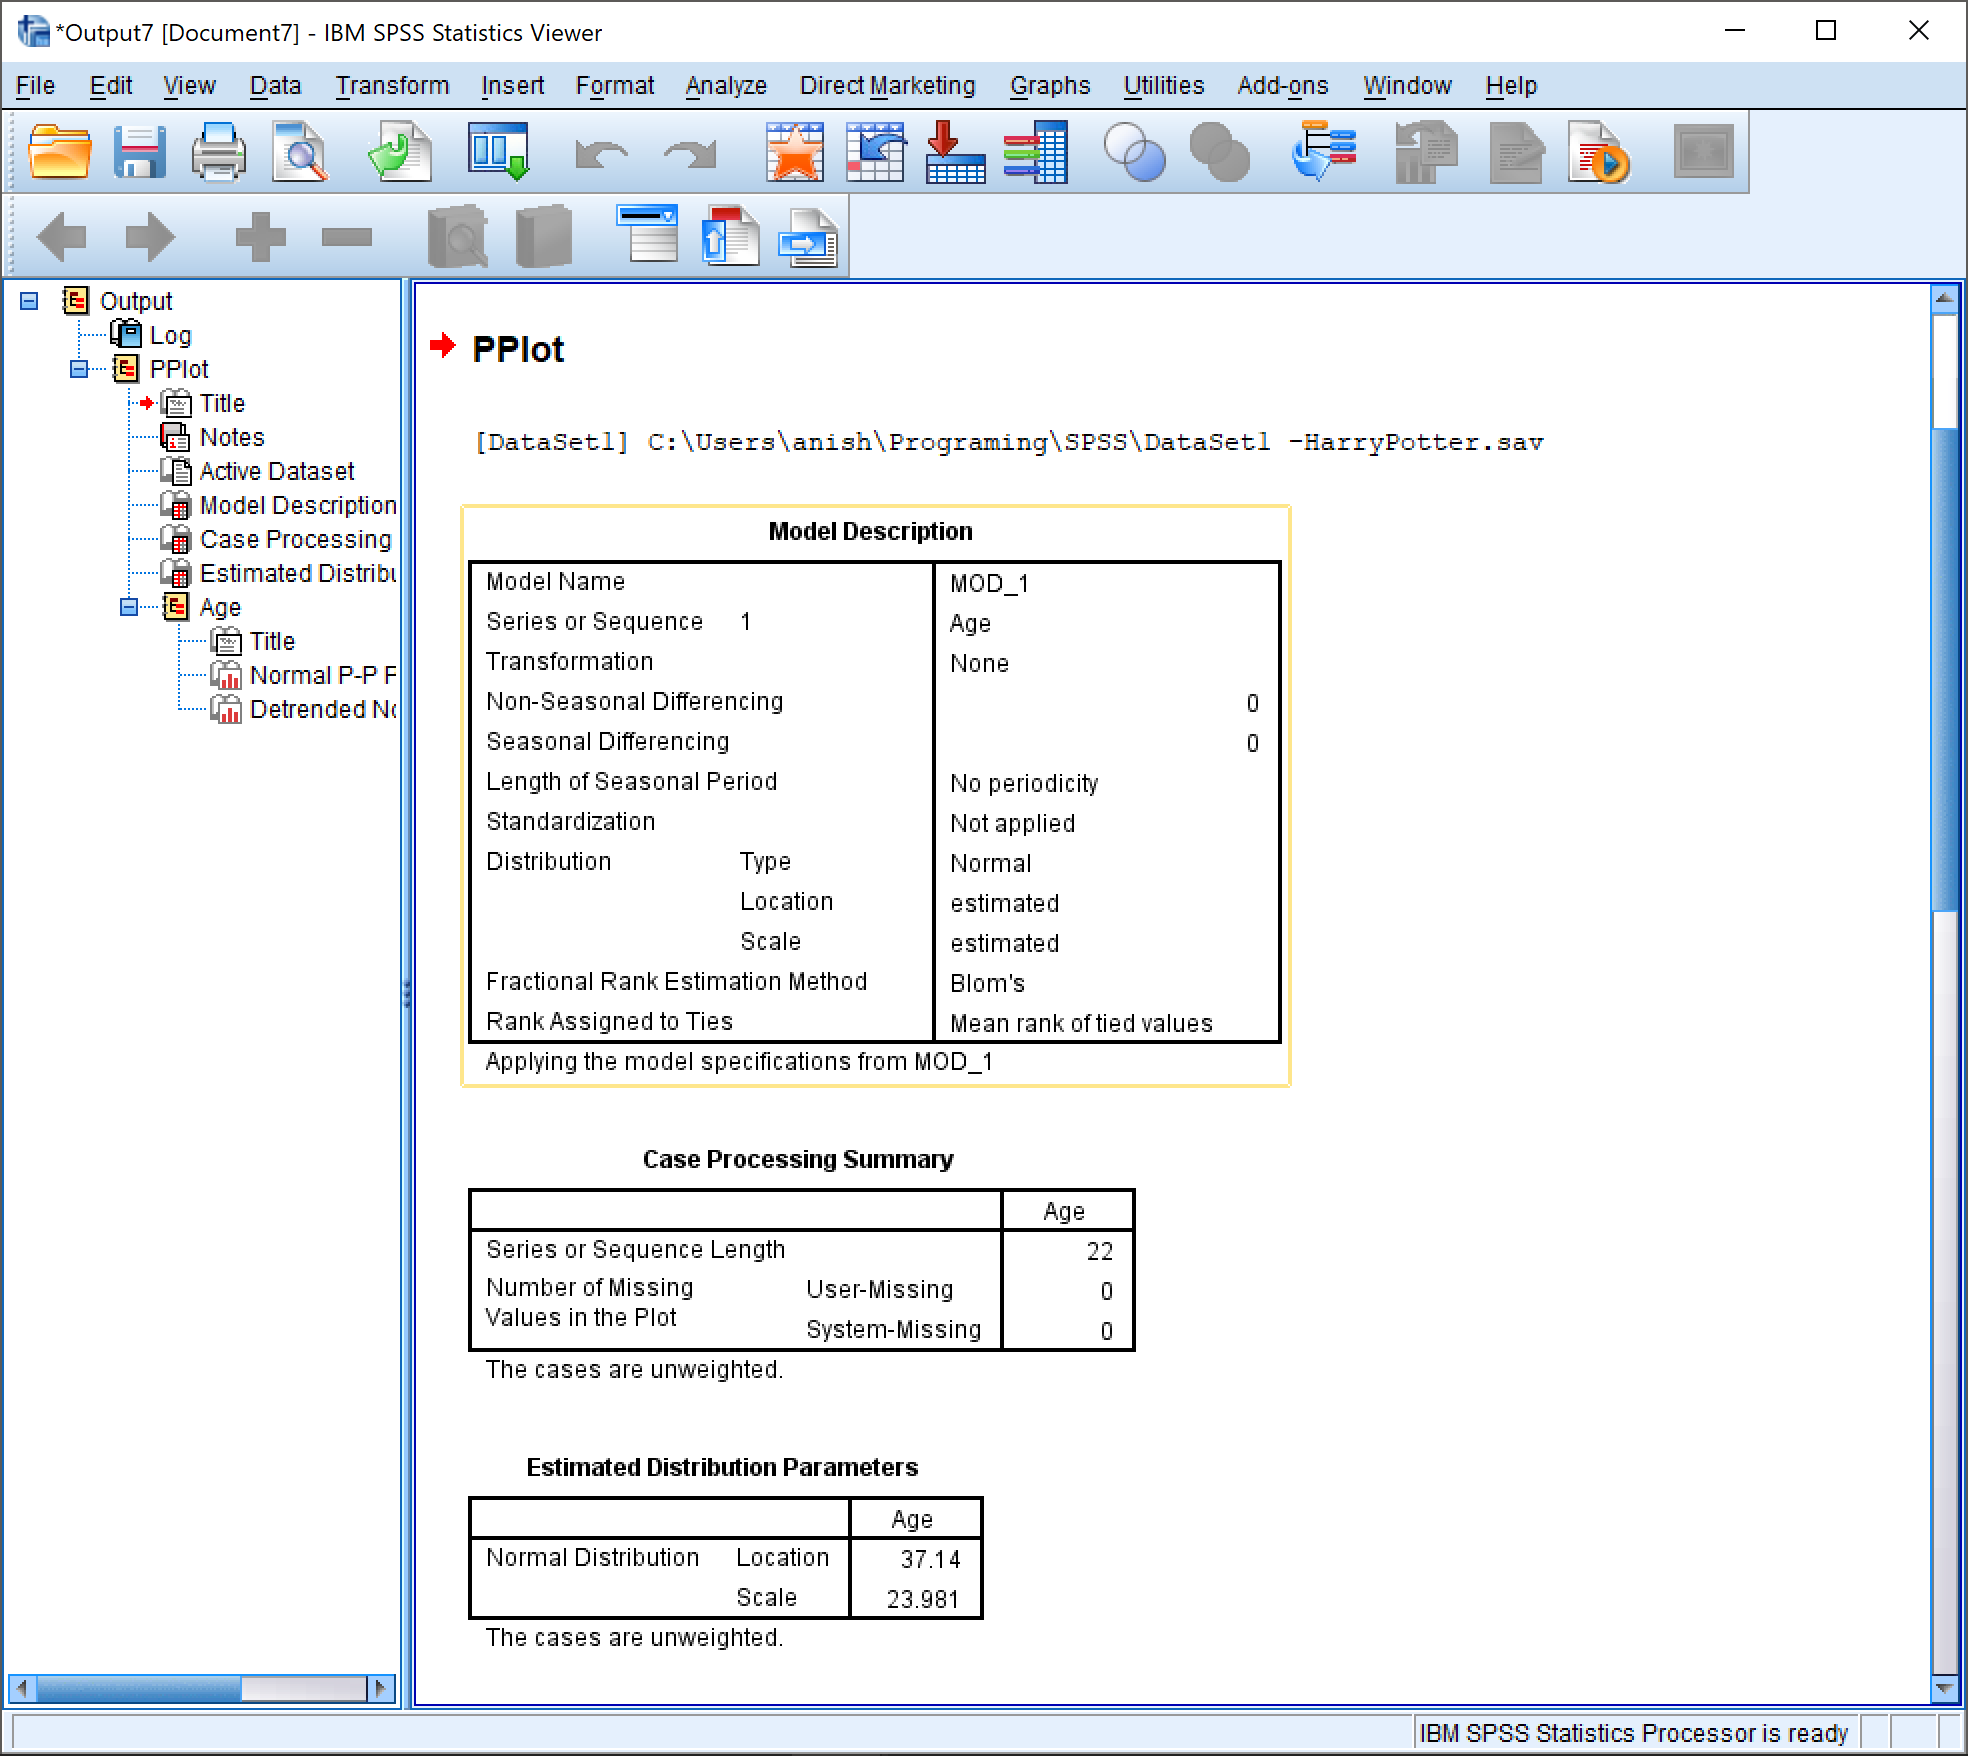 *Output7 [Document7] - IBM SPSS Statistics Viewer
File Edit View Data Transform Insert Format Analyze Direct Marketing Graphs Utilities Add-ons Window Help
Output
Log
PPlot
Title
Notes
Active Dataset
Model Description
Case Processing
Estimated Distribu
Age
Title
Normal P-P P
Detrended No
PPlot
[DataSet1] C:\Users\anish\Programing\SPSS\DataSet1 -HarryPotter.sav
Model Description
Model Name MOD_1
Series or Sequence 1 Age
Transformation None
Non-Seasonal Differencing 0
Seasonal Differencing 0
Length of Seasonal Period No periodicity
Standardization Not applied
Distribution Type Normal
Location estimated
Scale estimated
Fractional Rank Estimation Method Blom's
Rank Assigned to Ties Mean rank of tied values
Applying the model specifications from MOD_1
Case Processing Summary
Age
Series or Sequence Length 22
Number of Missing User-Missing 0
Values in the Plot System-Missing 0
The cases are unweighted.
Estimated Distribution Parameters
Age
Normal Distribution Location 37.14
Scale 23.981
The cases are unweighted.
IBM SPSS Statistics Processor is ready